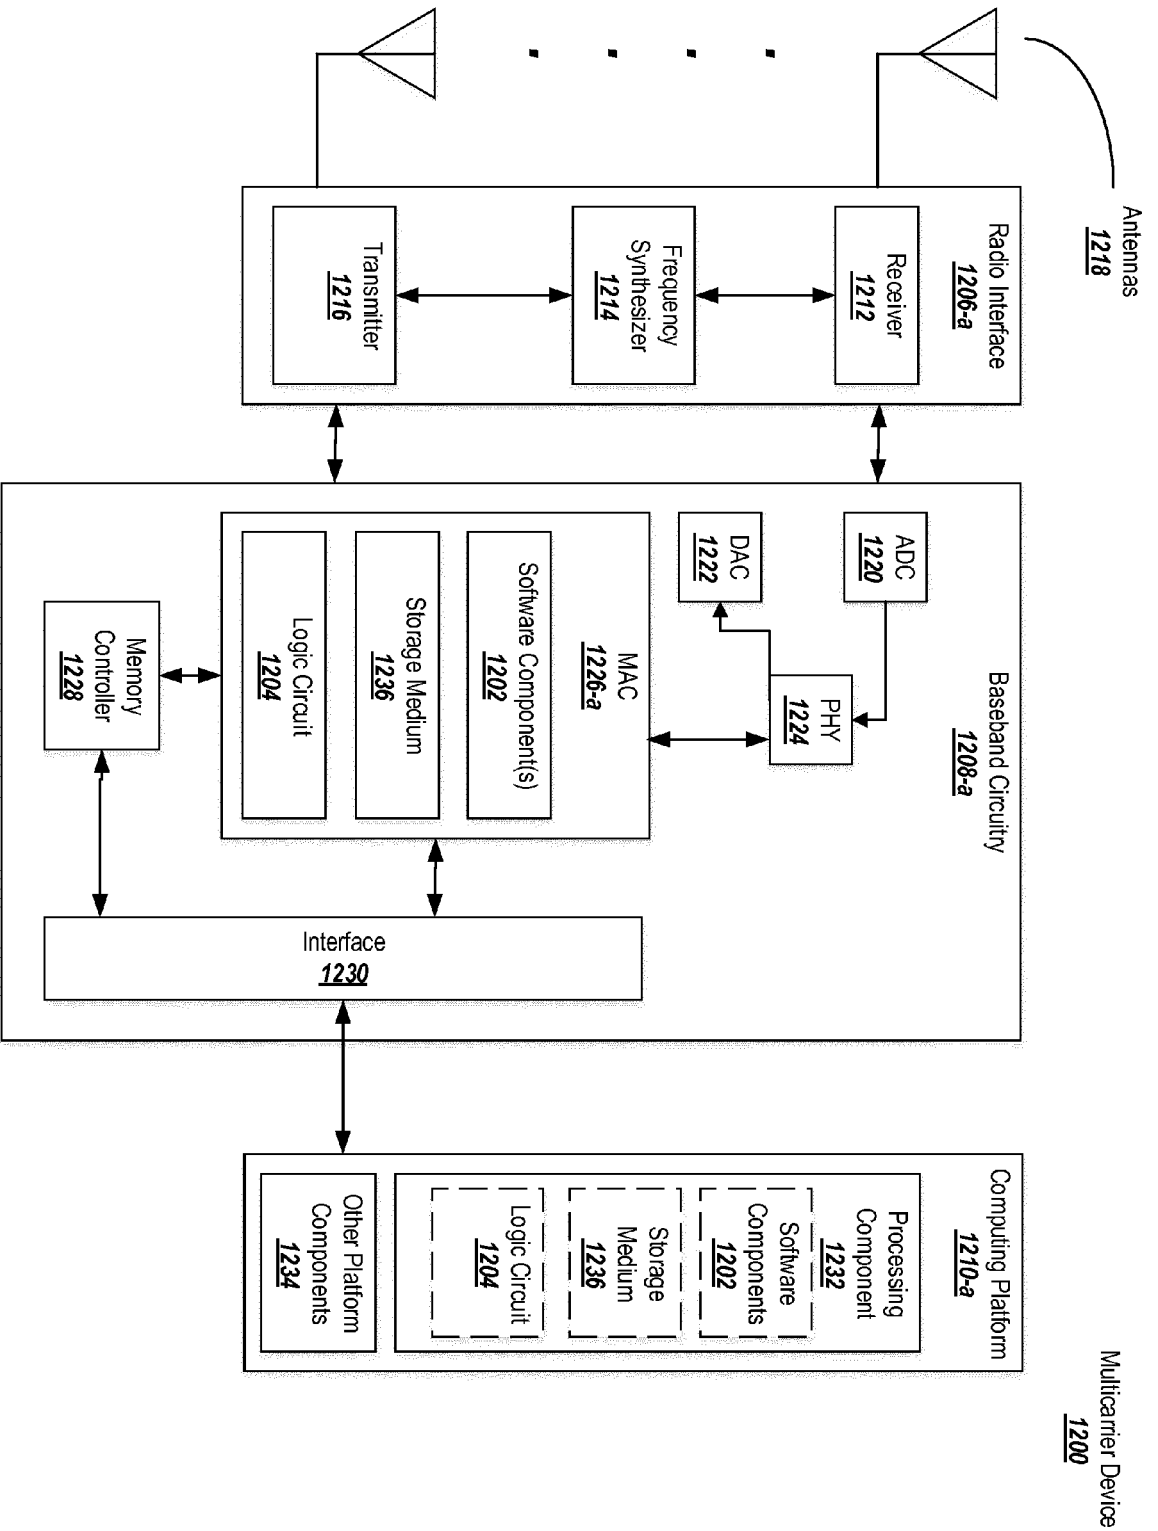 Multicarrier Device
1200
Antennas
1218
Radio Interface
1206-a
Receiver
1212
Frequency
Synthesizer
1214
Transmitter
1216
Baseband Circuitry
1208-a
ADC
1220
DAC
1222
PHY
1224
MAC
1226-a
Software Component(s)
1202
Storage Medium
1236
Logic Circuit
1204
Memory
Controller
1228
Interface
1230
Computing Platform
1210-a
Processing
Component
1232
Software
Components
1202
Storage
Medium
1236
Logic Circuit
1204
Other Platform
Components
1234